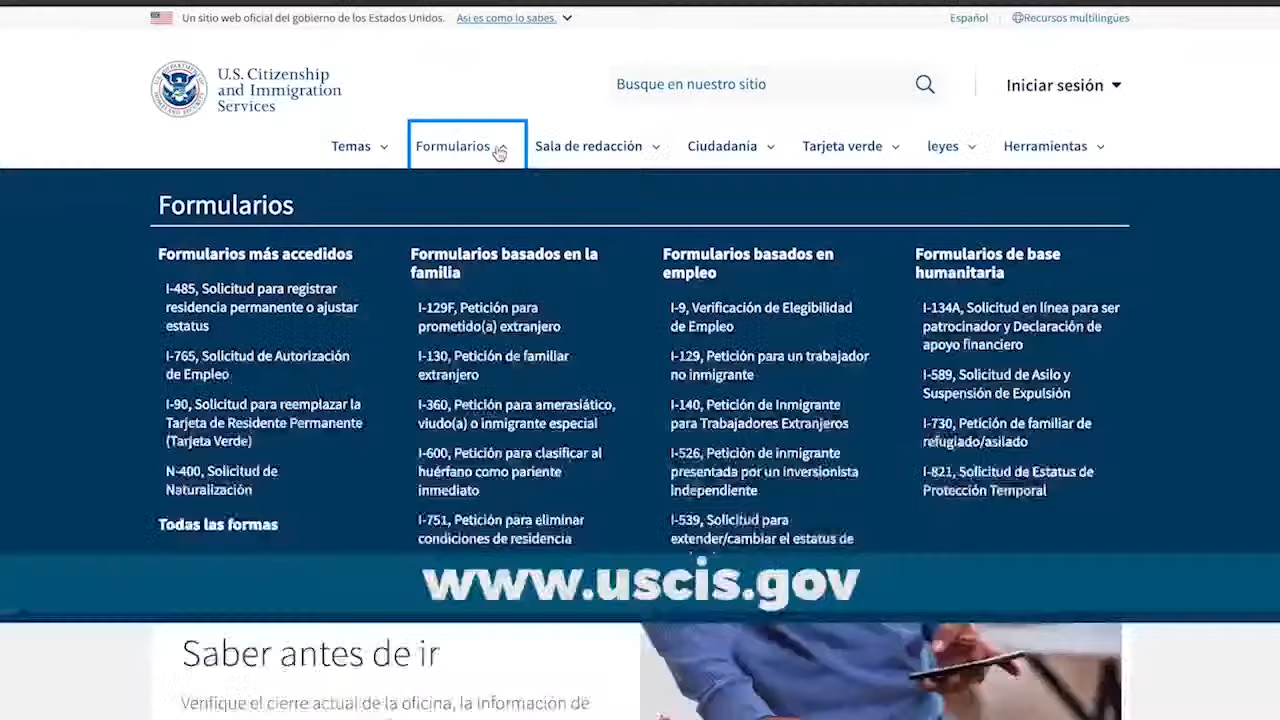 Un sitio web oficial del gobierno de los Estados Unidos. Así es como lo sabes.
Español
Recursos multilingües
U.S. Citizenship
and Immigration
Services
Busque en nuestro sitio
Iniciar sesión
Temas
Formularios
Sala de redacción
Ciudadanía
Tarjeta verde
leyes
Herramientas
Formularios
Formularios más accedidos
I-485, Solicitud para registrar
residencia permanente o ajustar
estatus
I-765, Solicitud de Autorización
de Empleo
I-90, Solicitud para reemplazar la
Tarjeta de Residente Permanente
(Tarjeta Verde)
N-400, Solicitud de
Naturalización
Todas las formas
Formularios basados en la
familia
I-129F, Petición para
prometido(a) extranjero
I-130, Petición de familiar
extranjero
I-360, Petición para amerasiático,
viudo(a) o inmigrante especial
I-600, Petición para clasificar al
huérfano como pariente
inmediato
I-751, Petición para eliminar
condiciones de residencia
Formularios basados en
empleo
I-9, Verificación de Elegibilidad
de Empleo
I-129, Petición para un trabajador
no inmigrante
I-140, Petición de Inmigrante
para Trabajadores Extranjeros
I-526, Petición de inmigrante
presentada por un inversionista
Independiente
I-539, Solicitud para
extender/cambiar el estatus de
Formularios de base
humanitaria
I-134A, Solicitud en línea para ser
patrocinador y Declaración de
apoyo financiero
I-589, Solicitud de Asilo y
Suspensión de Expulsión
I-730, Petición de familiar de
refugiado/asilado
I-821, Solicitud de Estatus de
Protección Temporal
www.uscis.gov
Saber antes de ir
Verifique el cierre actual de la oficina, la información de